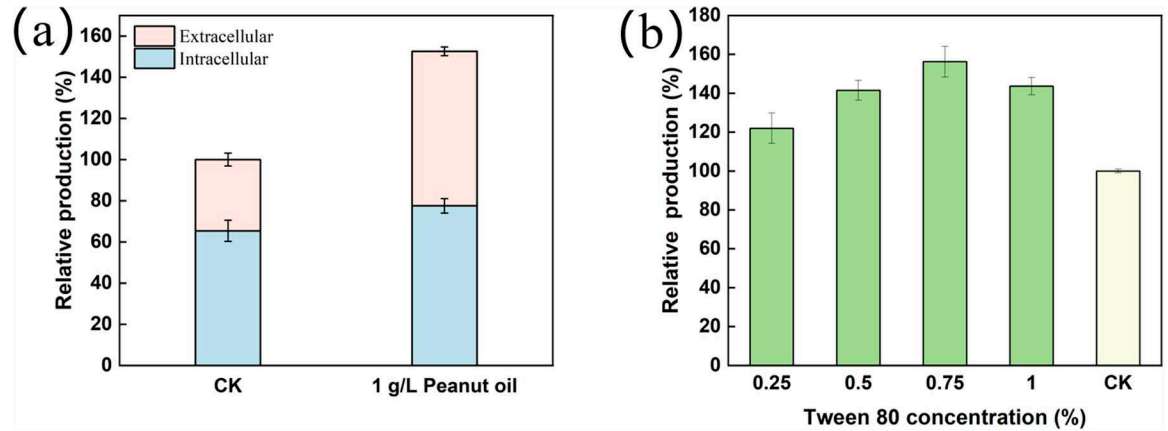 (a)
Relative production (%)
160
140
120
100
80
60
40
20
0
Extracellular
Intracellular
CK
1 g/L Peanut oil
(b)
Relative production (%)
180
160
140
120
100
80
60
40
20
0
0.25
0.5
0.75
1
CK
Tween 80 concentration (%)